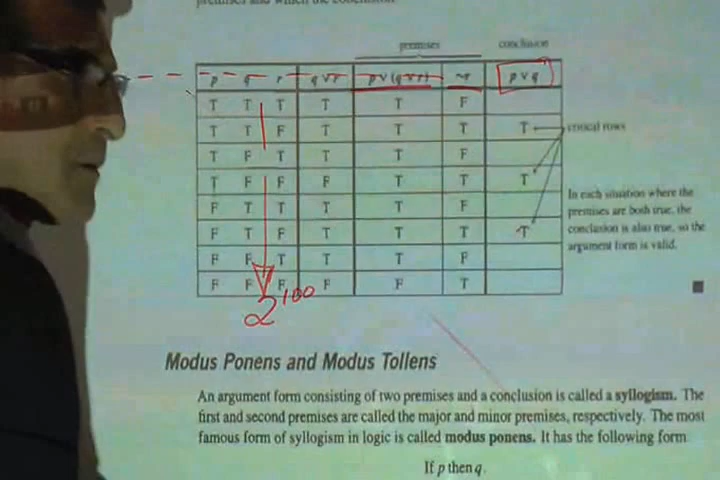 premises and which the conclusion
premises conclusion
p q r q ∨ r p ∨ (q ∨ r) ~r p ∨ q
T T T T T F
T T F T T T T critical rows
T F T T T F
T F F F T T T
F T T T T F
F T F T T T T
F F T T T F
F F F F F T
In each situation where the
premises are both true, the
conclusion is also true, so the
argument form is valid.
2^100
Modus Ponens and Modus Tollens
An argument form consisting of two premises and a conclusion is called a syllogism. The
first and second premises are called the major and minor premises, respectively. The most
famous form of syllogism in logic is called modus ponens. It has the following form
If p then q.